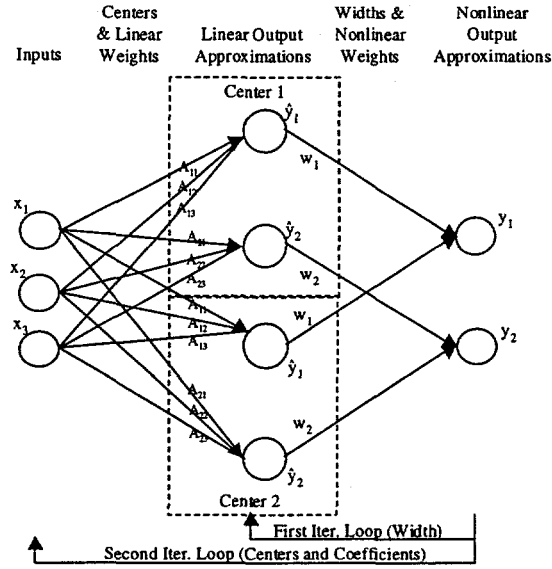 Centers
& Linear
Weights
Linear Output
Approximations
Widths &
Nonlinear
Weights
Nonlinear
Output
Approximations
Inputs
Center 1
ŷ1
w1
A11
A12
A13
x1
x2
x3
A11
A22
A23
ŷ2
w2
y1
A11
A12
A13
w1
ŷ1
y2
A21
A22
w2
ŷ2
Center 2
First Iter. Loop (Width)
Second Iter. Loop (Centers and Coefficients)